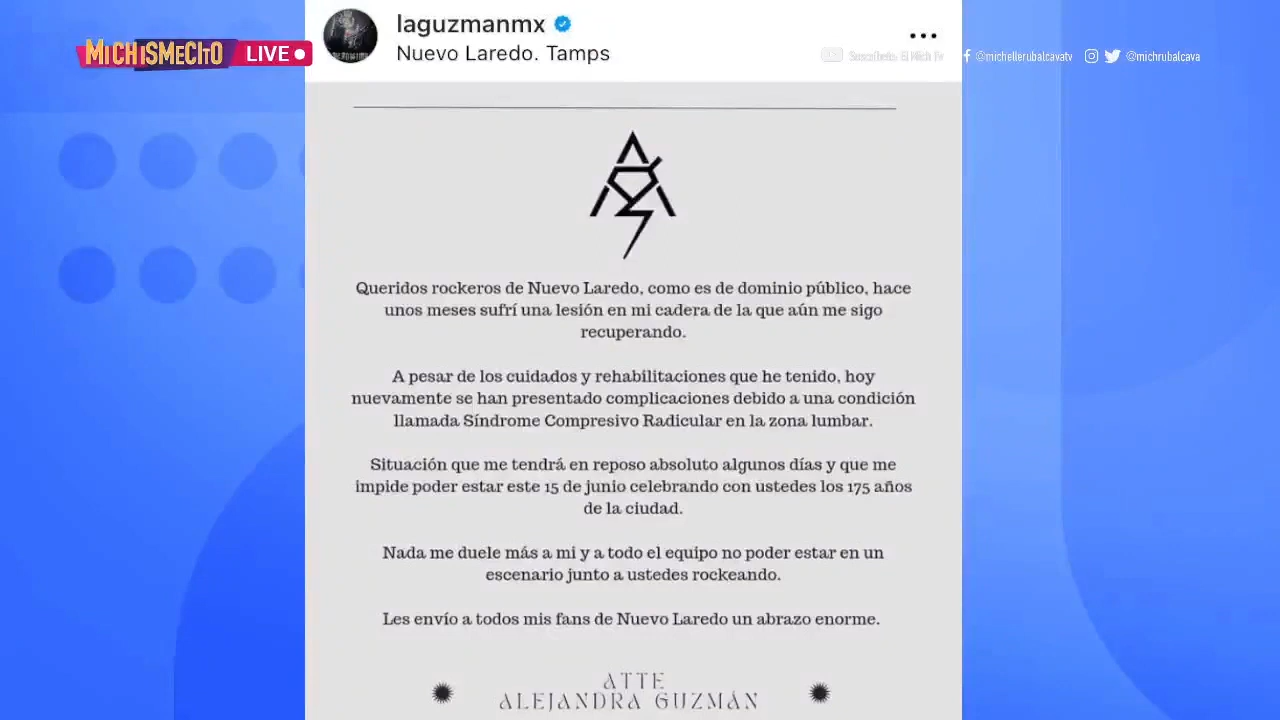 laguzmanmx
Nuevo Laredo. Tamps
MICHISMECITO LIVE
Suscríbete: El Mich Tv
@michellerubalcavatv
@michrubalcava
Queridos rockeros de Nuevo Laredo, como es de dominio público, hace
unos meses sufrí una lesión en mi cadera de la que aún me sigo
recuperando.
A pesar de los cuidados y rehabilitaciones que he tenido, hoy
nuevamente se han presentado complicaciones debido a una condición
llamada Síndrome Compresivo Radicular en la zona lumbar.
Situación que me tendrá en reposo absoluto algunos días y que me
impide poder estar este 15 de junio celebrando con ustedes los 175 años
de la ciudad.
Nada me duele más a mi y a todo el equipo no poder estar en un
escenario junto a ustedes rockeando.
Les envío a todos mis fans de Nuevo Laredo un abrazo enorme.
ATTE
ALEJANDRA GUZMÁN